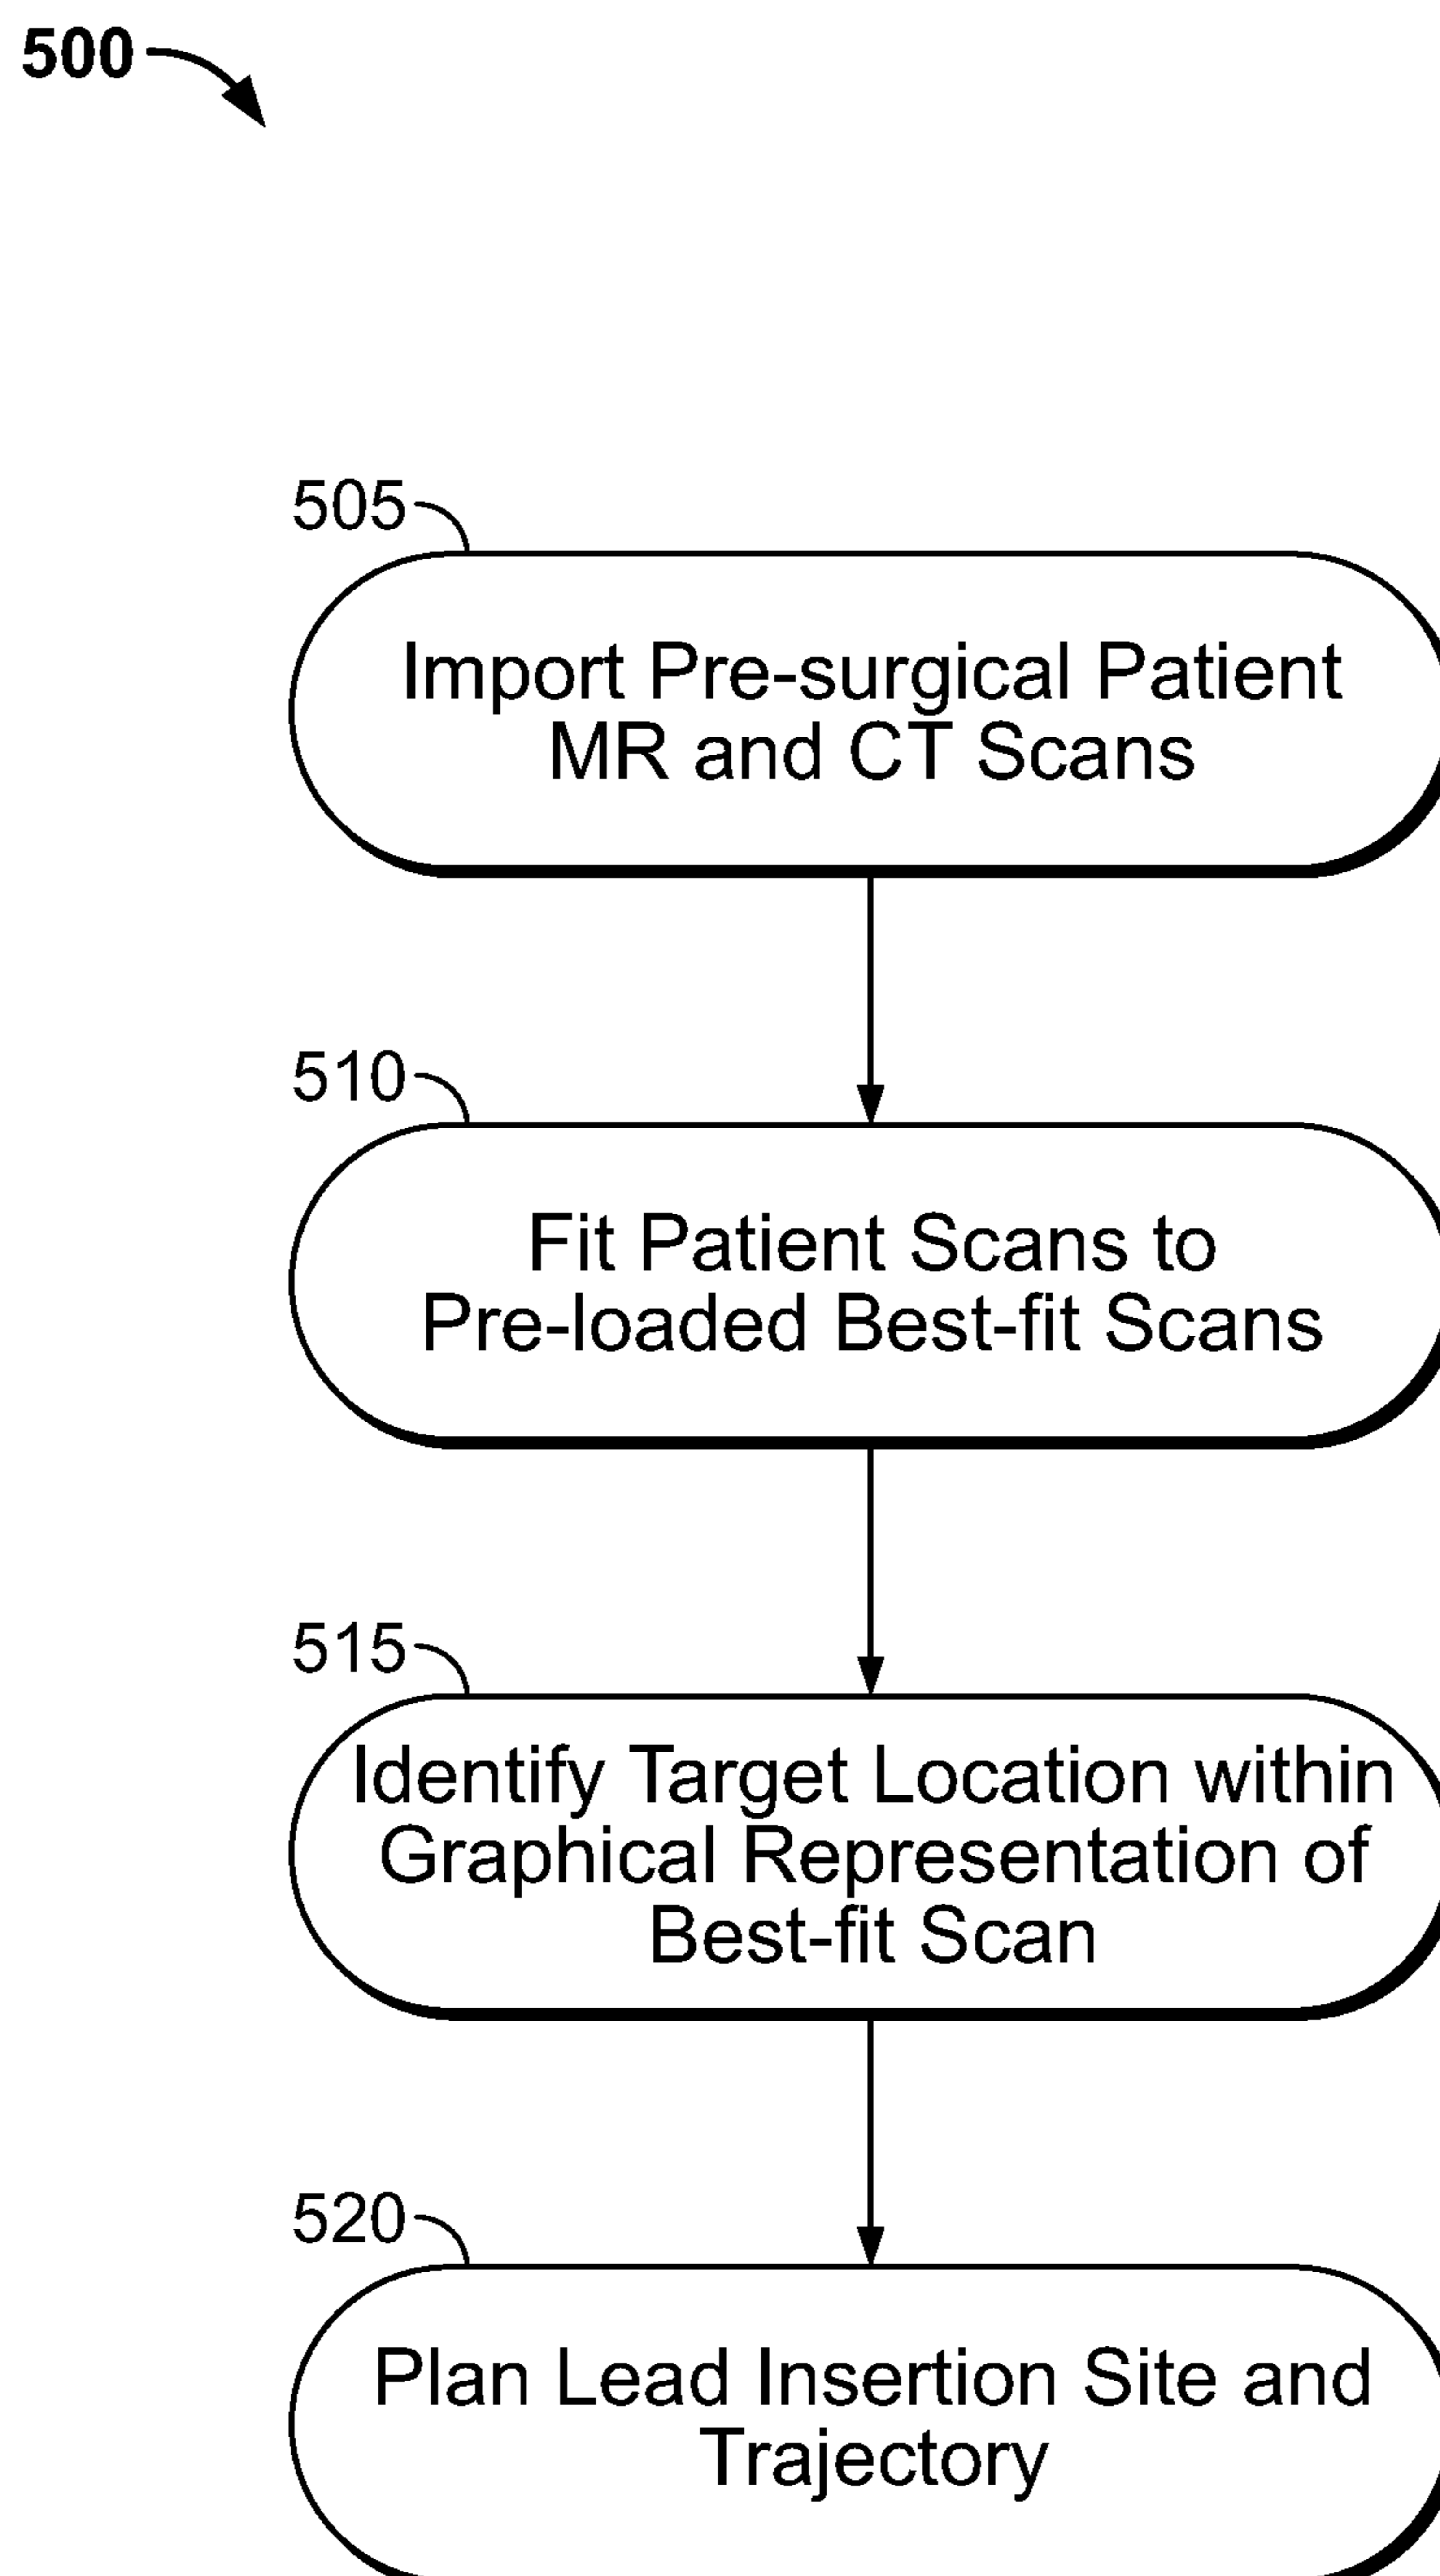 500
505
Import Pre-surgical Patient
MR and CT Scans
510
Fit Patient Scans to
Pre-loaded Best-fit Scans
515
Identify Target Location within
Graphical Representation of
Best-fit Scan
520
Plan Lead Insertion Site and
Trajectory